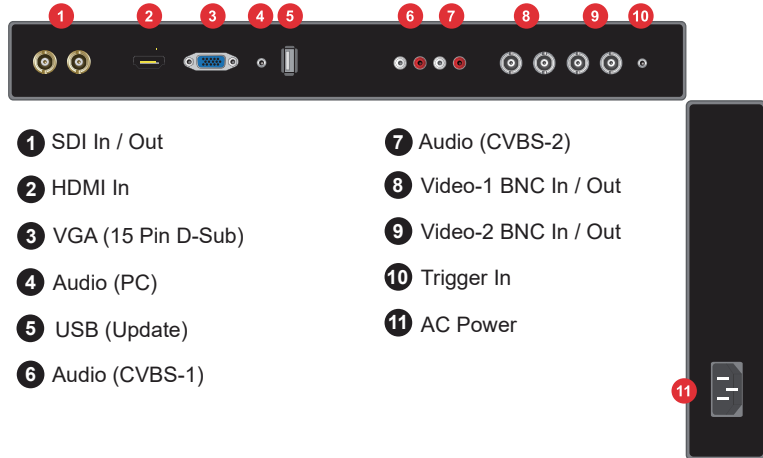 1 2 3 4 5 6 7 8 9 10
1 SDI In / Out
2 HDMI In
3 VGA (15 Pin D-Sub)
4 Audio (PC)
5 USB (Update)
6 Audio (CVBS-1)
7 Audio (CVBS-2)
8 Video-1 BNC In / Out
9 Video-2 BNC In / Out
10 Trigger In
11 AC Power
11